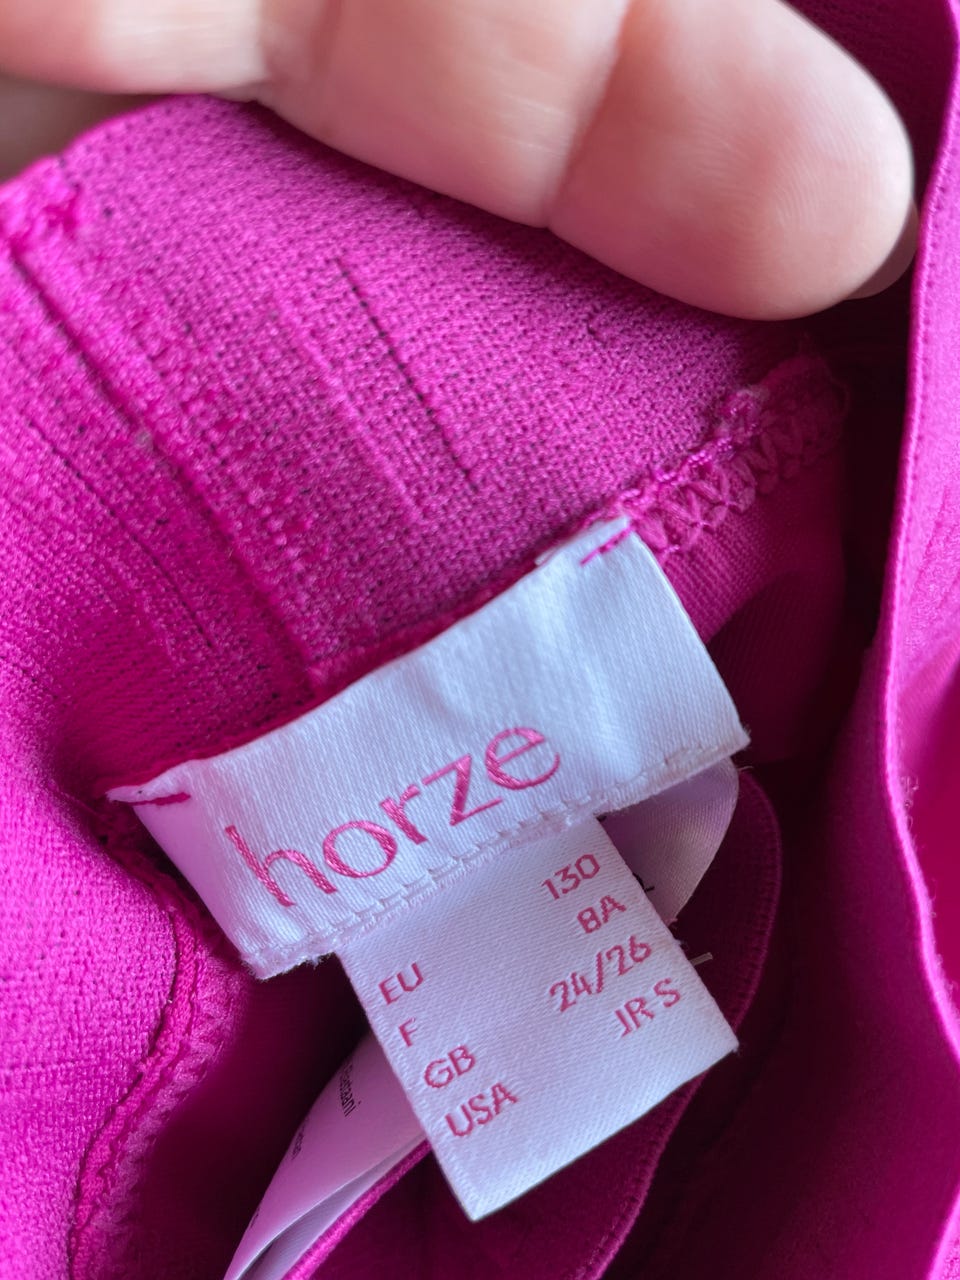 horze
EU 130
F 8A
GB 24/26
USA JR S